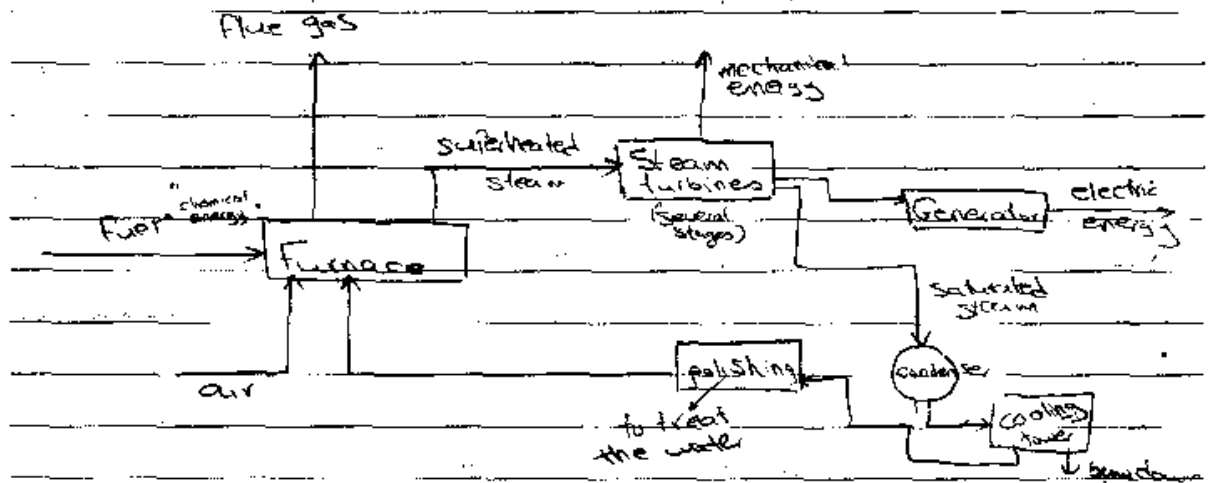 Flue gas
mechanical
energy
superheated
steam
Steam
turbines
(several
stages)
Generator
electric
energy
"chemical
energy"
Fuel
Furnace
saturated
steam
air
polishing
to treat
the water
Condenser
cooling
tower